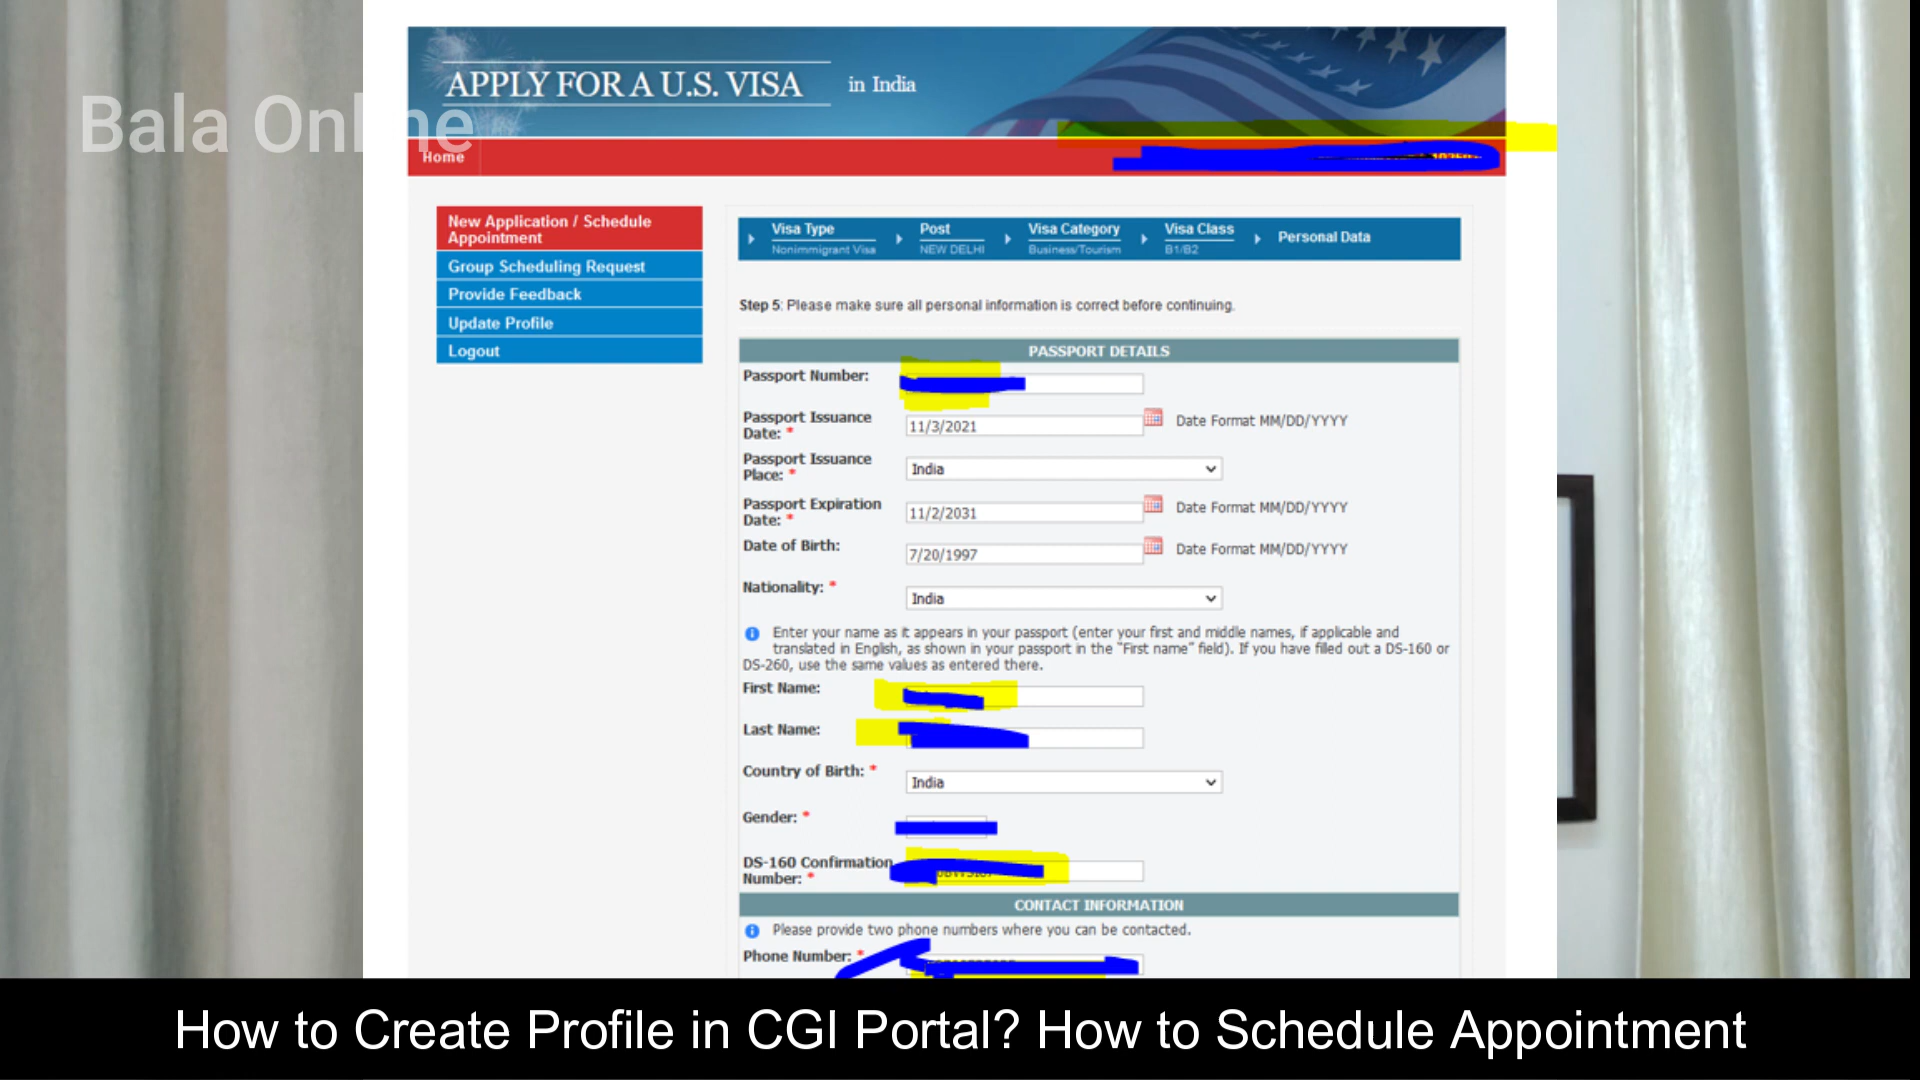 APPLY FOR A U.S. VISA in India
Bala Online
Home
New Application / Schedule
Appointment
Group Scheduling Request
Provide Feedback
Update Profile
Logout
Visa Type Post Visa Category Visa Class Personal Data
Nonimmigrant Visa NEW DELHI Business/Tourism B1/B2
Step 5: Please make sure all personal information is correct before continuing.
PASSPORT DETAILS
Passport Number:
Passport Issuance
Date: * 11/3/2021 Date Format MM/DD/YYYY
Passport Issuance
Place: * India
Passport Expiration
Date: * 11/2/2031 Date Format MM/DD/YYYY
Date of Birth: 7/20/1997 Date Format MM/DD/YYYY
Nationality: * India
Enter your name as it appears in your passport (enter your first and middle names, if applicable and
translated in English, as shown in your passport in the "First name" field). If you have filled out a DS-160 or
DS-260, use the same values as entered there.
First Name:
Last Name:
Country of Birth: * India
Gender: *
DS-160 Confirmation
Number: *
CONTACT INFORMATION
Please provide two phone numbers where you can be contacted.
Phone Number: *
How to Create Profile in CGI Portal? How to Schedule Appointment